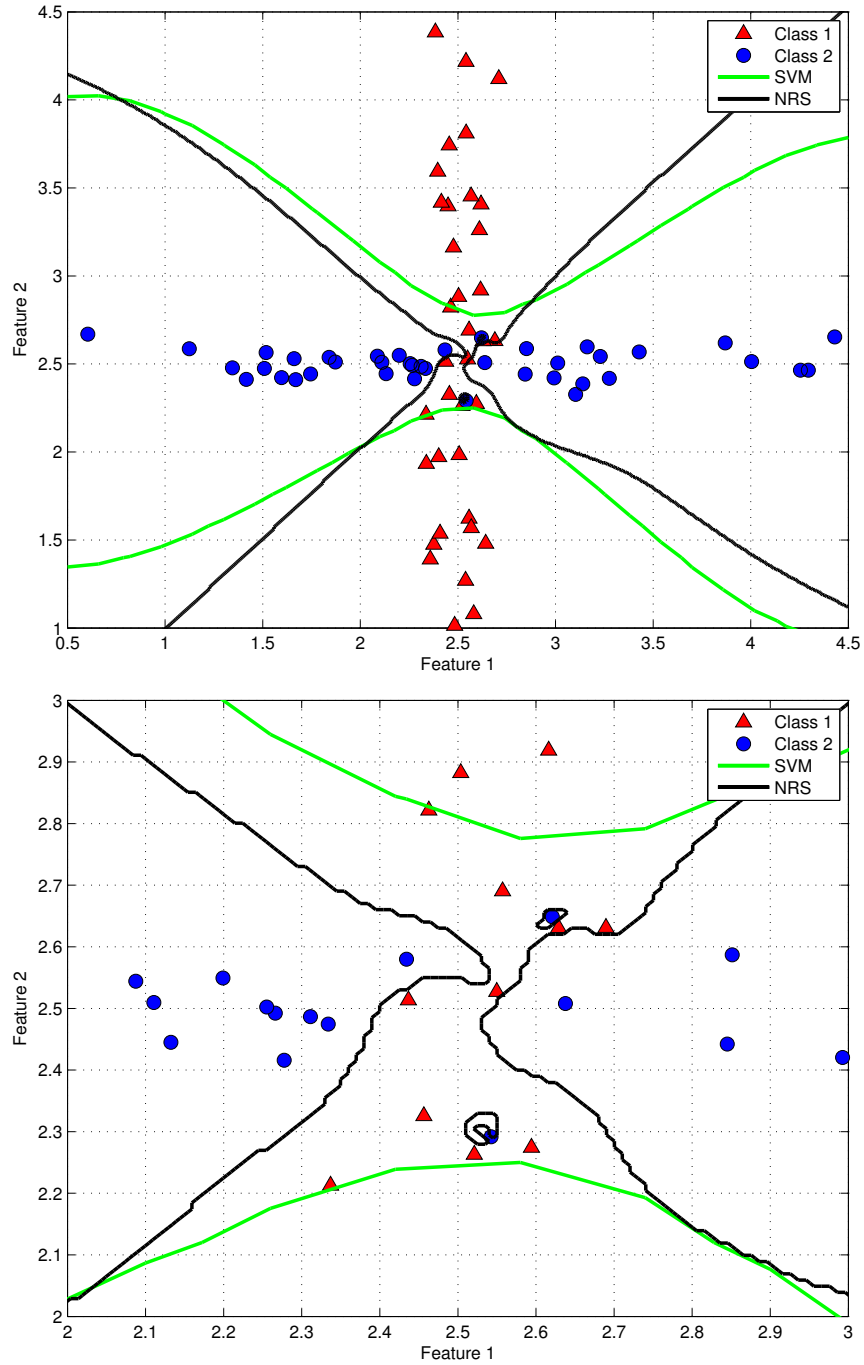 4.5
4
3.5
3
2.5
2
1.5
1
Feature 2
Class 1
Class 2
SVM
NRS
0.5 1 1.5 2 2.5 3 3.5 4 4.5
Feature 1
3
2.9
2.8
2.7
2.6
2.5
2.4
2.3
2.2
2.1
2
Feature 2
Class 1
Class 2
SVM
NRS
2 2.1 2.2 2.3 2.4 2.5 2.6 2.7 2.8 2.9 3
Feature 1